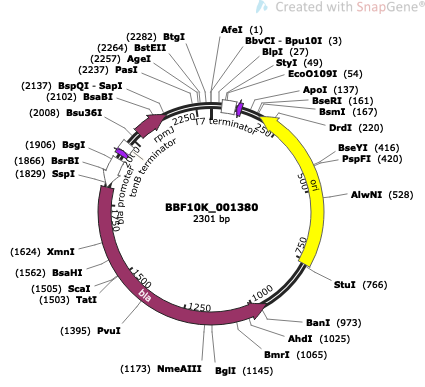 Created with SnapGene®
(2282) BtgI
(2264) BstEII
(2257) AgeI
(2237) PasI
(2137) BspQI - SapI
(2102) BsaBI
(2008) Bsu36I
(1906) BsgI
(1866) BsrBI
(1829) SspI
(1624) XmnI
(1562) BsaHI
(1505) ScaI
(1503) TatI
(1395) PvuI
(1173) NmeAIII
BglI (1145)
BmrI (1065)
AhdI (1025)
BanI (973)
StuI (766)
AlwNI (528)
PspFI (420)
BseYI (416)
DrdI (220)
BsmI (167)
BseRI (161)
ApoI (137)
EcoO109I (54)
StyI (49)
BlpI (27)
BbvCI - Bpu10I (3)
AfeI (1)
T7 terminator
rpmJ
tonB terminator
bla promoter
bla
ori
250
500
750
1000
1250
1500
1750
2000
2250
BBF10K_001380
2301 bp